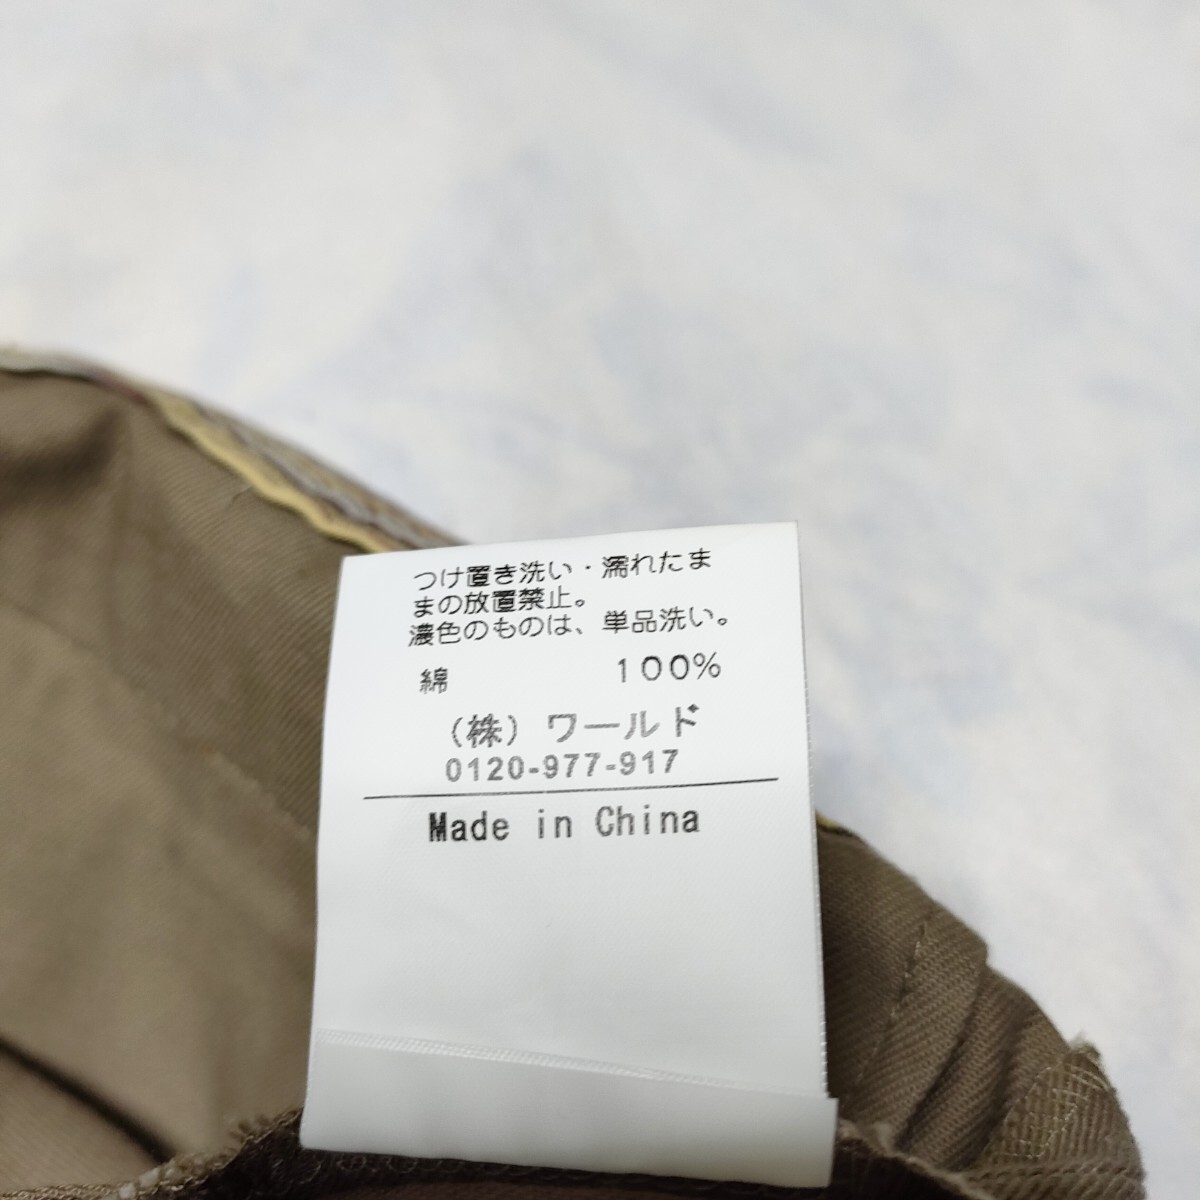 つけ置き洗い・濡れたま
まの放置禁止。
濃色のものは、単品洗い。
綿 100%
(株)ワールド
0120-977-917
Made in China